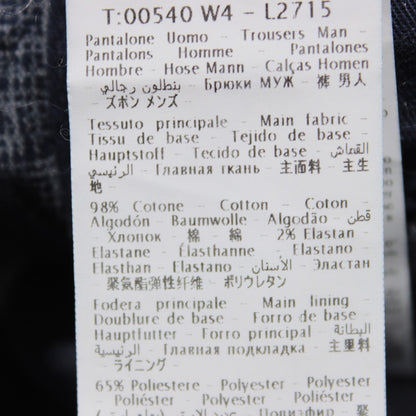 T:00540 W4 - L2715
Pantalone Uomo - Trousers Man -
Pantalons Homme - Pantalones
Hombre - Hose Mann - Calças Homen
بنطلون رجالي - Брюки МУЖ - 裤 男人
- ズボン メンズ -
Tessuto principale - Main fabric -
Tissu de base - Tejido de base -
Hauptstoff - Tecido de base - القماش
الرئيسي - Главная ткань - 主面料 - 主生
地 -
98% Cotone - Cotton - Coton -
Algodón - Baumwolle - Algodão - قطن
- Хлопок - 棉 - 綿 - 2% Elastan -
Elastane - Élasthanne - Elastano -
Elasthan - Elastano - الأستان - Эластан -
聚氨酯弹性纤维 - ポリウレタン
Fodera principale - Main lining -
Doublure de base - Forro de base -
Hauptfutter - Forro principal - البطانة
الرئيسية - Главная подкладка - 主里料
- ライニング -
65% Poliestere - Polyester -
Polyester - Poliéster - Polyester -
Poliéster - - 聚